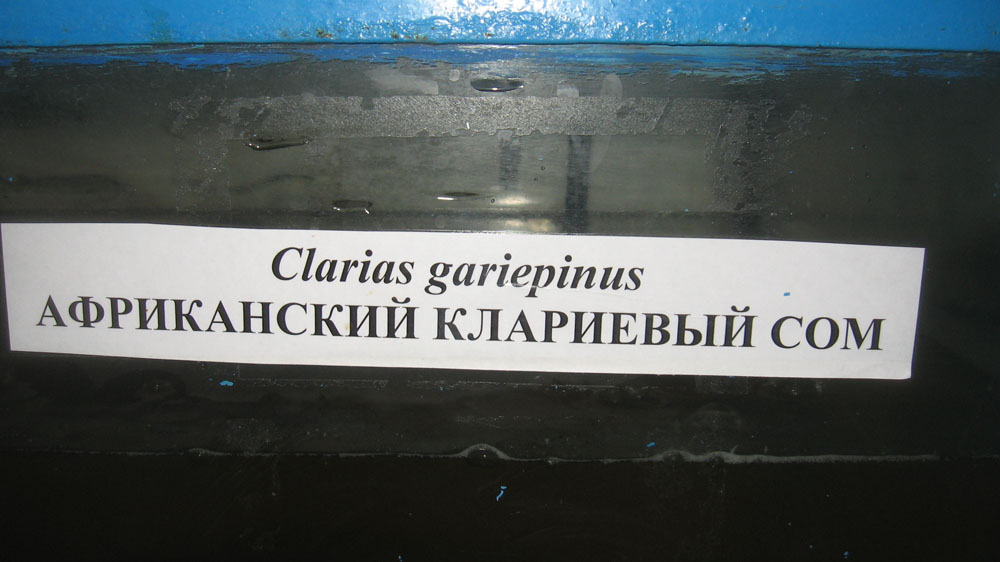 Clarias gariepinus
АФРИКАНСКИЙ КЛАРИЕВЫЙ СОМ